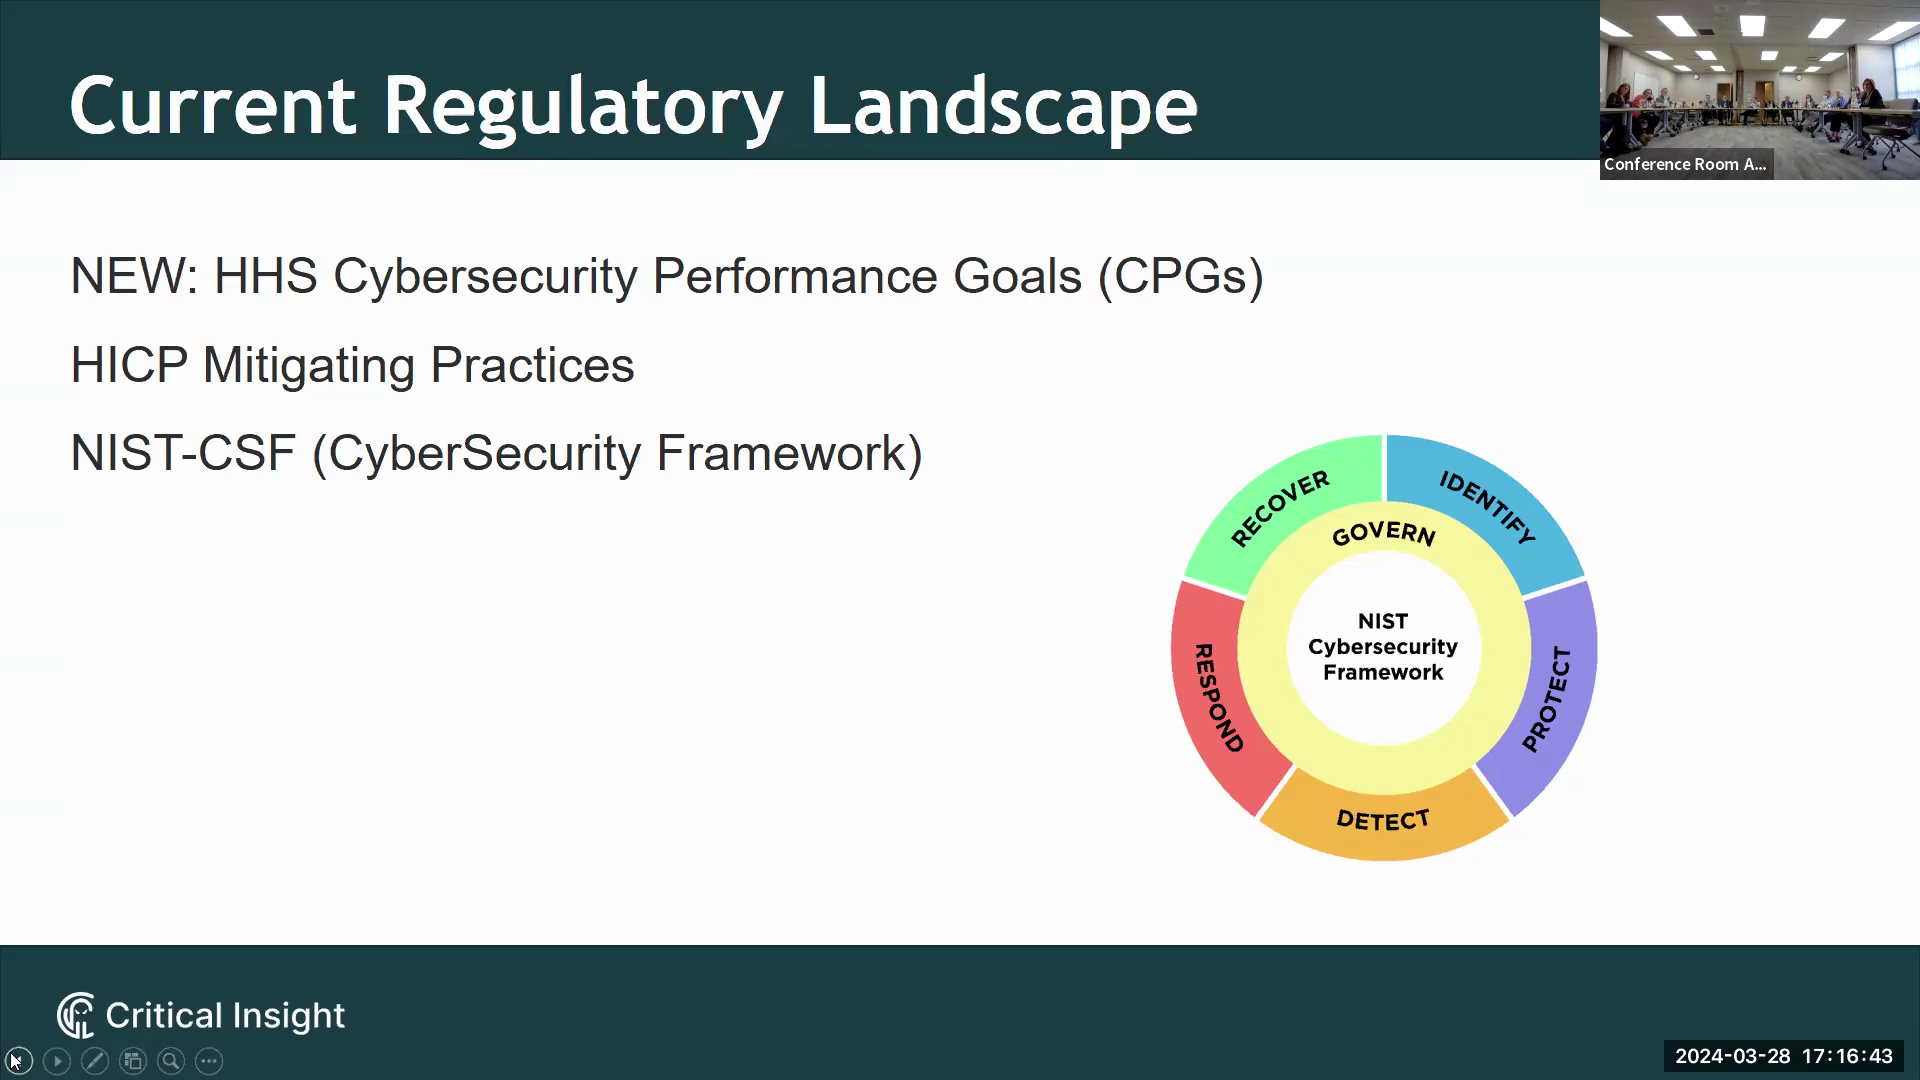 Current Regulatory Landscape
Conference Room A...
NEW: HHS Cybersecurity Performance Goals (CPGs)
HICP Mitigating Practices
NIST-CSF (CyberSecurity Framework)
RECOVER
IDENTIFY
GOVERN
NIST
Cybersecurity
Framework
RESPOND
PROTECT
DETECT
Critical Insight
2024-03-28 17:16:43